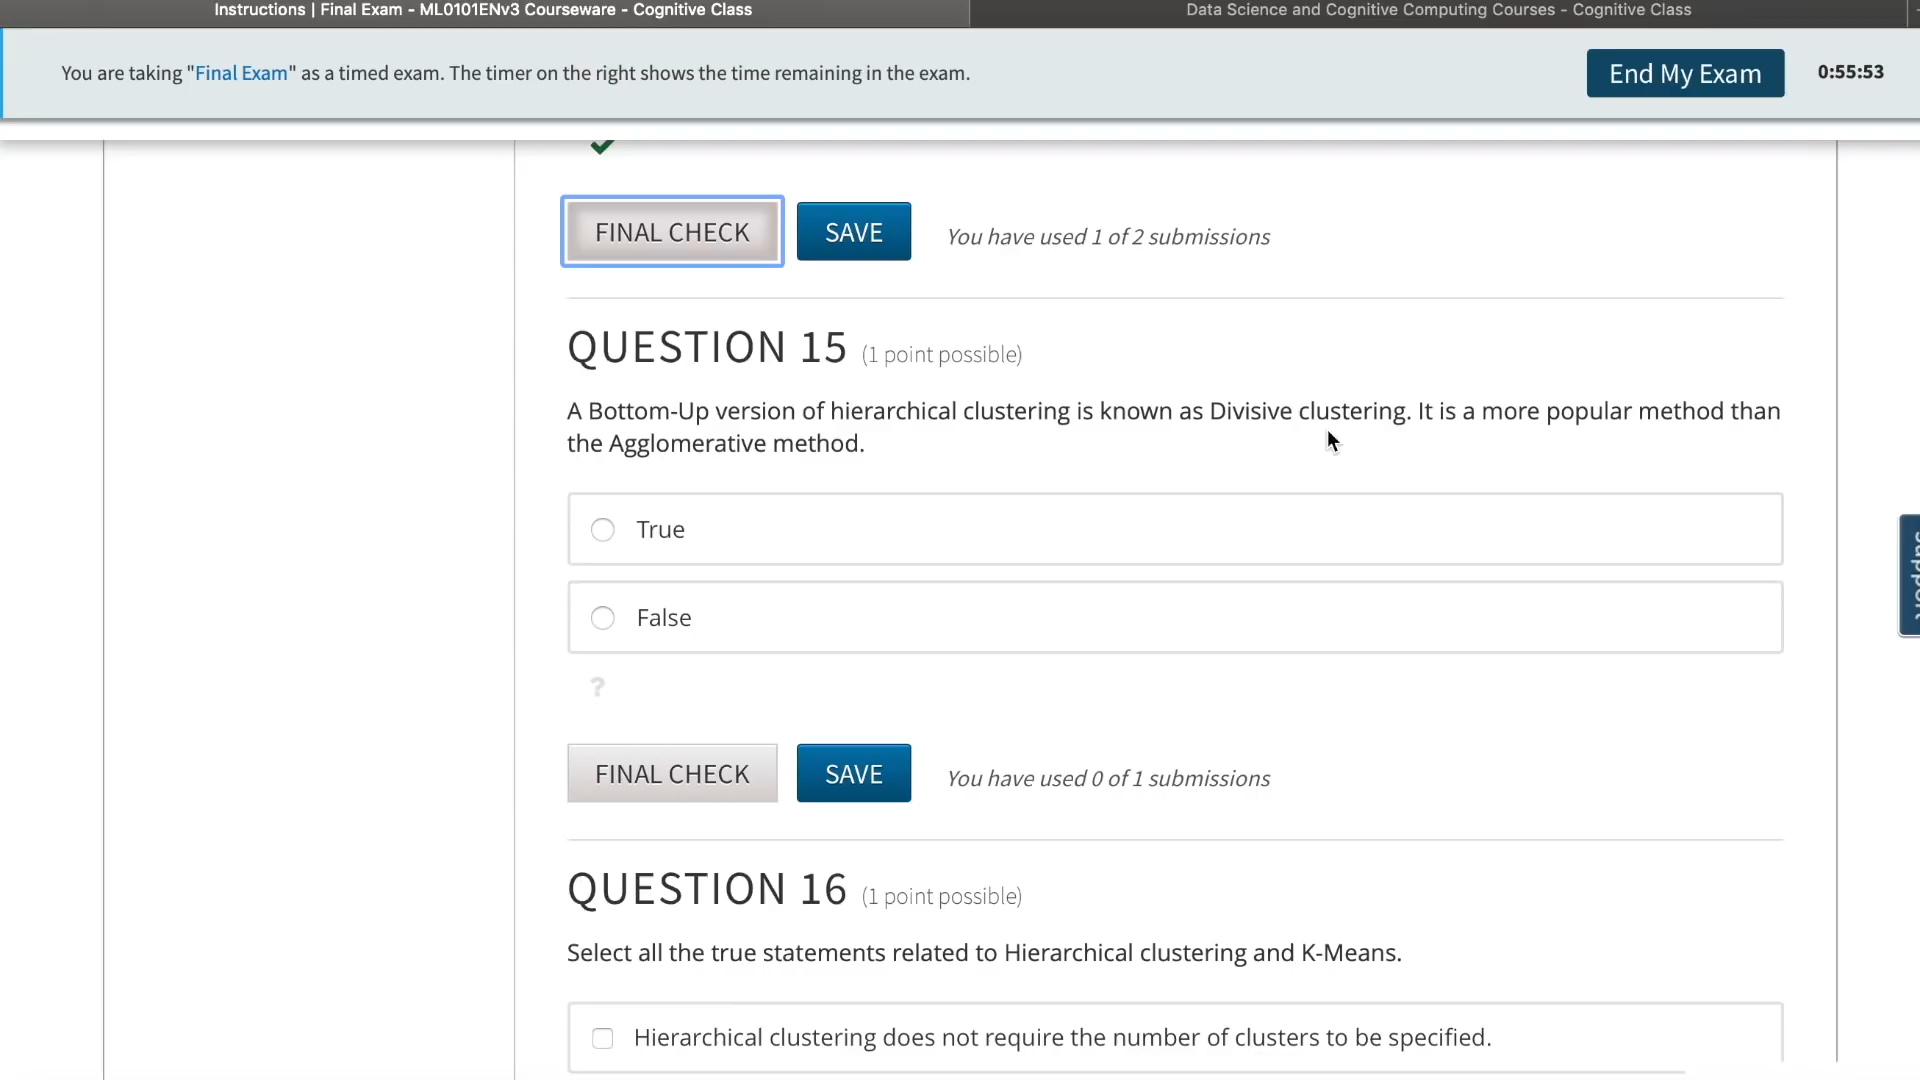 Instructions | Final Exam - ML0101ENv3 Courseware - Cognitive Class
Data Science and Cognitive Computing Courses - Cognitive Class
You are taking "Final Exam" as a timed exam. The timer on the right shows the time remaining in the exam.
End My Exam
0:55:53
FINAL CHECK
SAVE
You have used 1 of 2 submissions
QUESTION 15 (1 point possible)
A Bottom-Up version of hierarchical clustering is known as Divisive clustering. It is a more popular method than
the Agglomerative method.
True
False
?
FINAL CHECK
SAVE
You have used 0 of 1 submissions
Support
QUESTION 16 (1 point possible)
Select all the true statements related to Hierarchical clustering and K-Means.
Hierarchical clustering does not require the number of clusters to be specified.